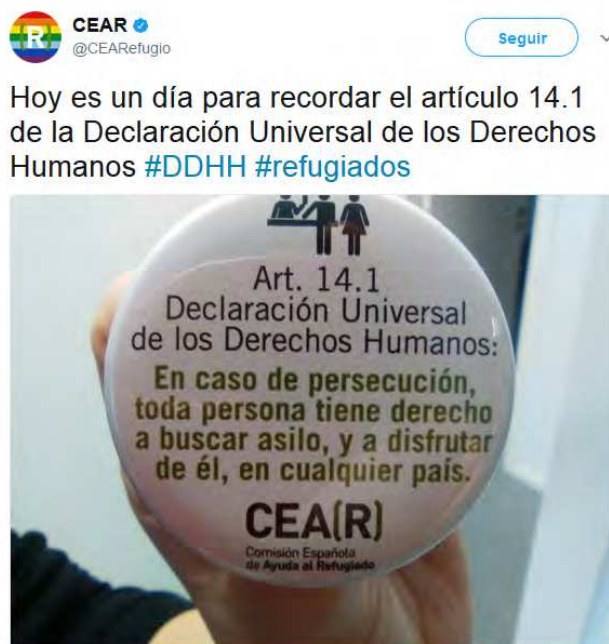 CEAR
@CEARefugio
Seguir
Hoy es un día para recordar el artículo 14.1
de la Declaración Universal de los Derechos
Humanos #DDHH #refugiados
Art. 14.1
Declaración Universal
de los Derechos Humanos:
En caso de persecución,
toda persona tiene derecho
a buscar asilo, y a disfrutar
de él, en cualquier país.
CEA(R)
Comisión Española
de Ayuda al Refugiado